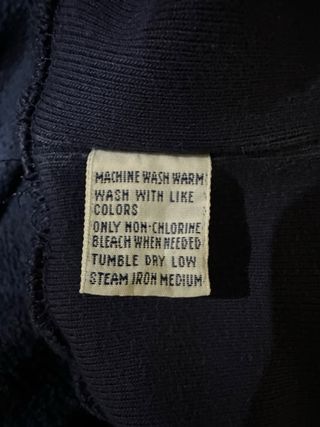 MACHINE WASH WARM
WASH WITH LIKE
COLORS
ONLY NON-CHLORINE
BLEACH WHEN NEEDED
TUMBLE DRY LOW
STEAM IRON MEDIUM